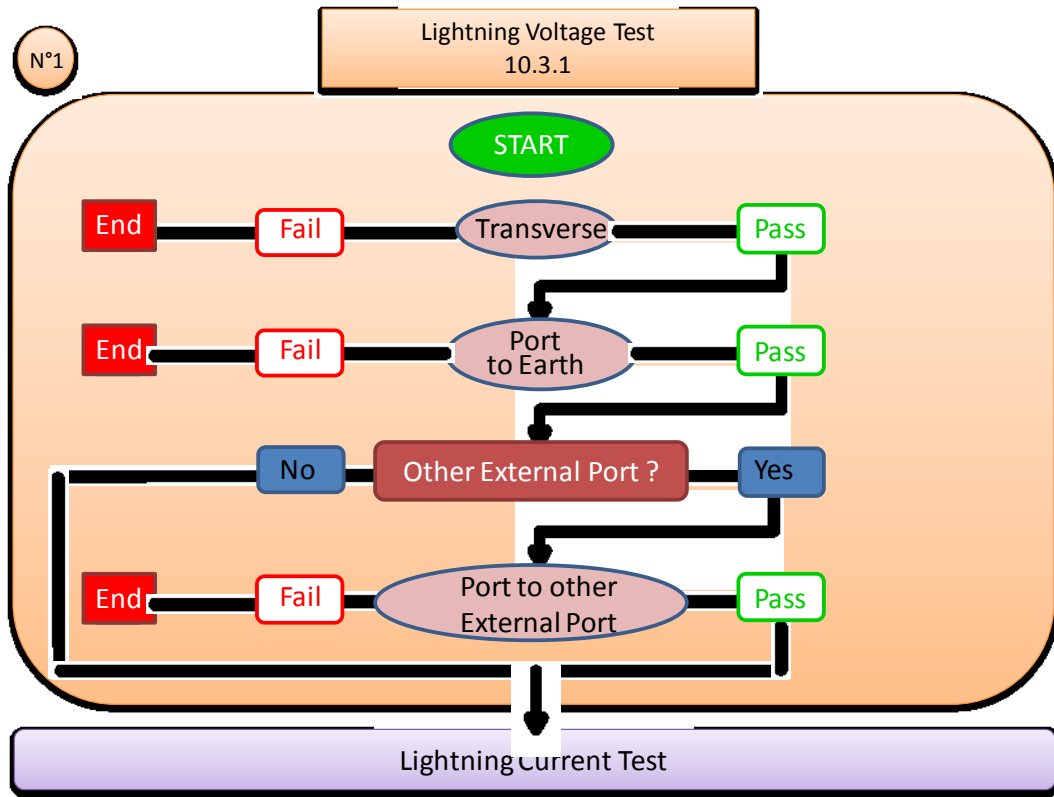 N°1
Lightning Voltage Test
10.3.1
START
End
Fail
Transverse
Pass
End
Fail
Port
to Earth
Pass
No
Other External Port ?
Yes
End
Fail
Port to other
External Port
Pass
Lightning Current Test